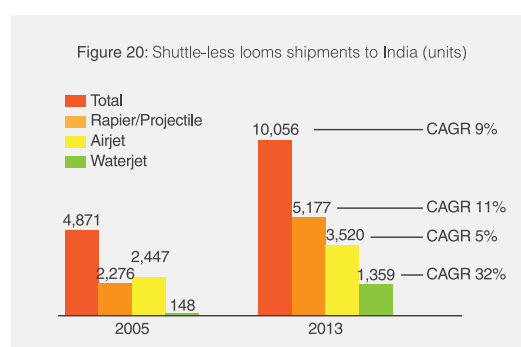 Figure 20: Shuttle-less looms shipments to India (units)
Total
Rapier/Projectile
Airjet
Waterjet
10,056
CAGR 9%
5,177
CAGR 11%
3,520
CAGR 5%
1,359
CAGR 32%
4,871
2,276
2,447
148
2005
2013